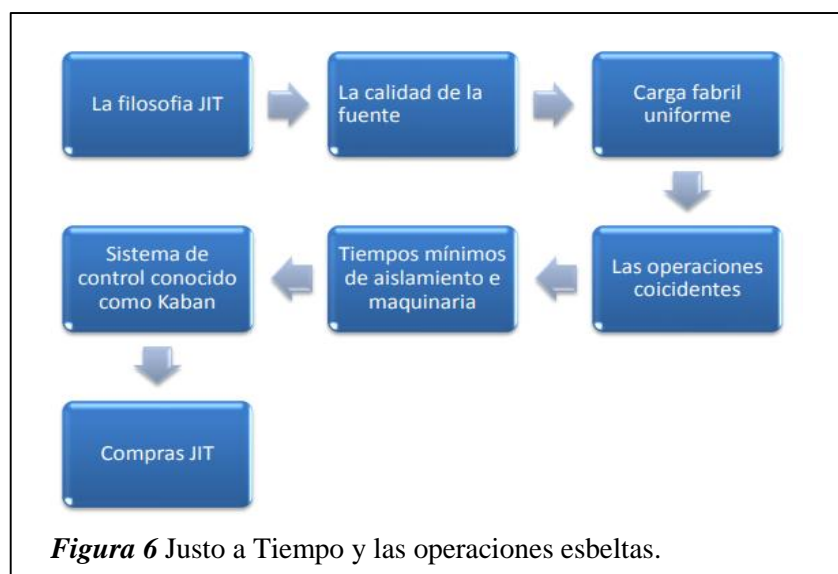 La filosofia JIT
La calidad de la
fuente
Carga fabril
uniforme
Las operaciones
coicidentes
Tiempos mínimos
de aislamiento e
maquinaria
Sistema de
control conocido
como Kaban
Compras JIT
Figura 6 Justo a Tiempo y las operaciones esbeltas.